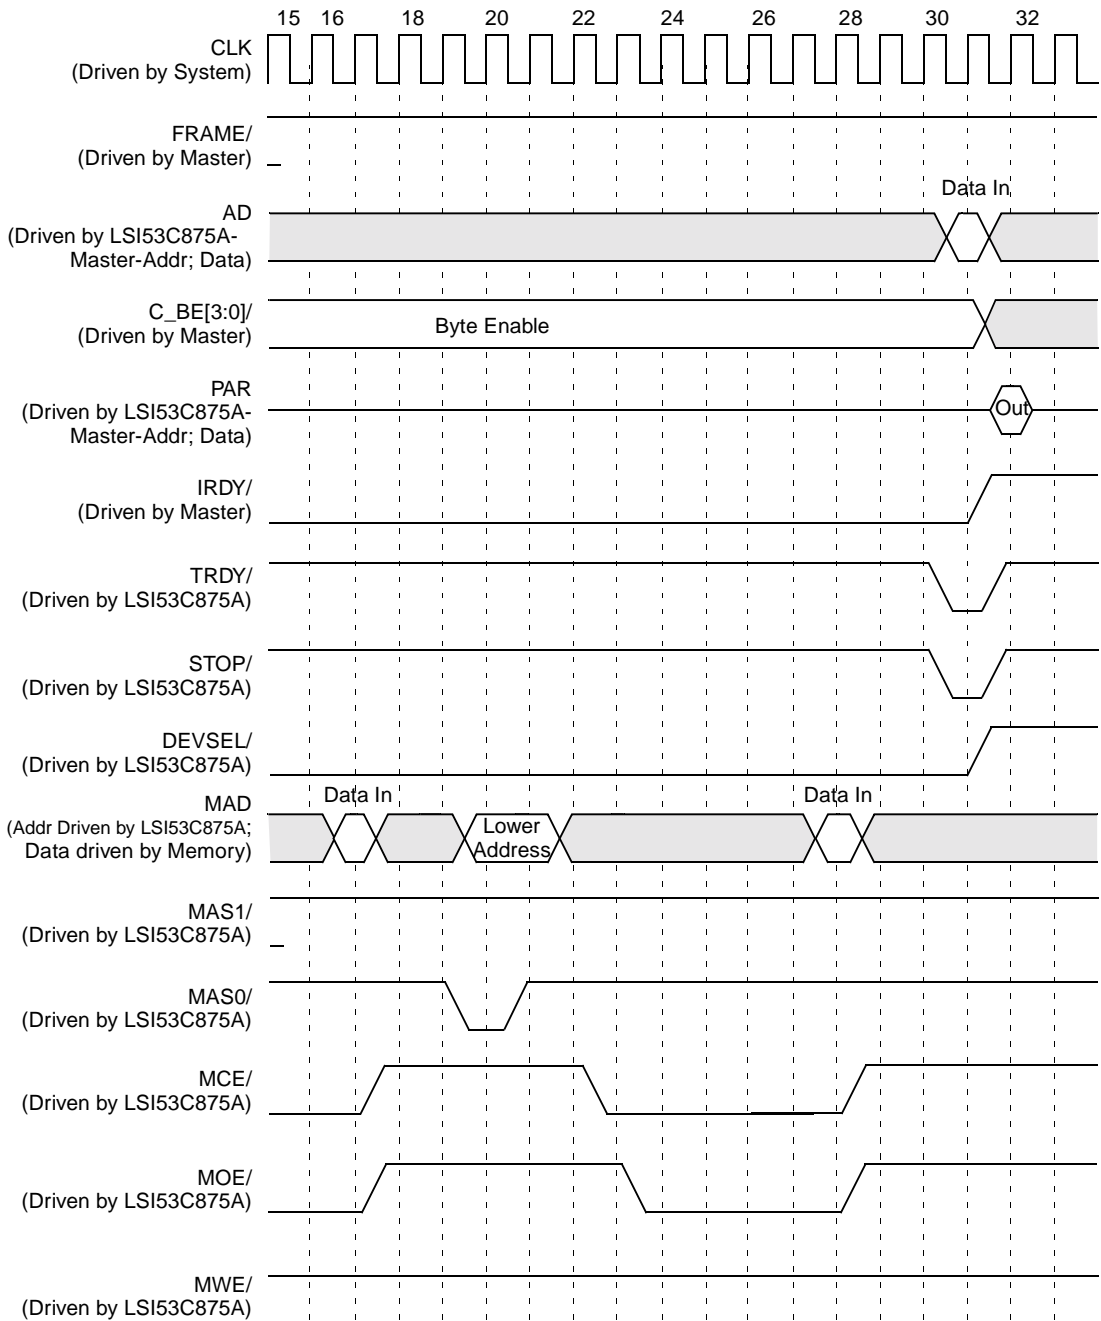 15 16 18 20 22 24 26 28 30 32
CLK
(Driven by System)
FRAME/
(Driven by Master)
Data In
AD
(Driven by LSI53C875A-
Master-Addr; Data)
C_BE[3:0]/
(Driven by Master)
Byte Enable
PAR
(Driven by LSI53C875A-
Master-Addr; Data)
Out
IRDY/
(Driven by Master)
TRDY/
(Driven by LSI53C875A)
STOP/
(Driven by LSI53C875A)
DEVSEL/
(Driven by LSI53C875A)
Data In Data In
MAD
(Addr Driven by LSI53C875A;
Data driven by Memory)
Lower
Address
MAS1/
(Driven by LSI53C875A)
MAS0/
(Driven by LSI53C875A)
MCE/
(Driven by LSI53C875A)
MOE/
(Driven by LSI53C875A)
MWE/
(Driven by LSI53C875A)